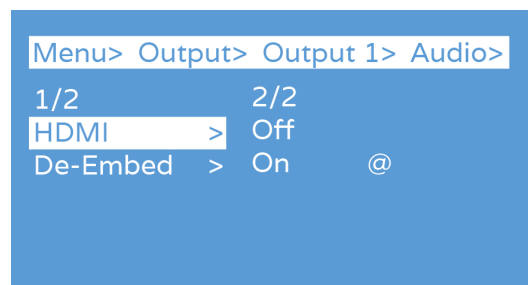 Menu> Output> Output 1> Audio>
1/2 2/2
HDMI > Off
De-Embed > On @